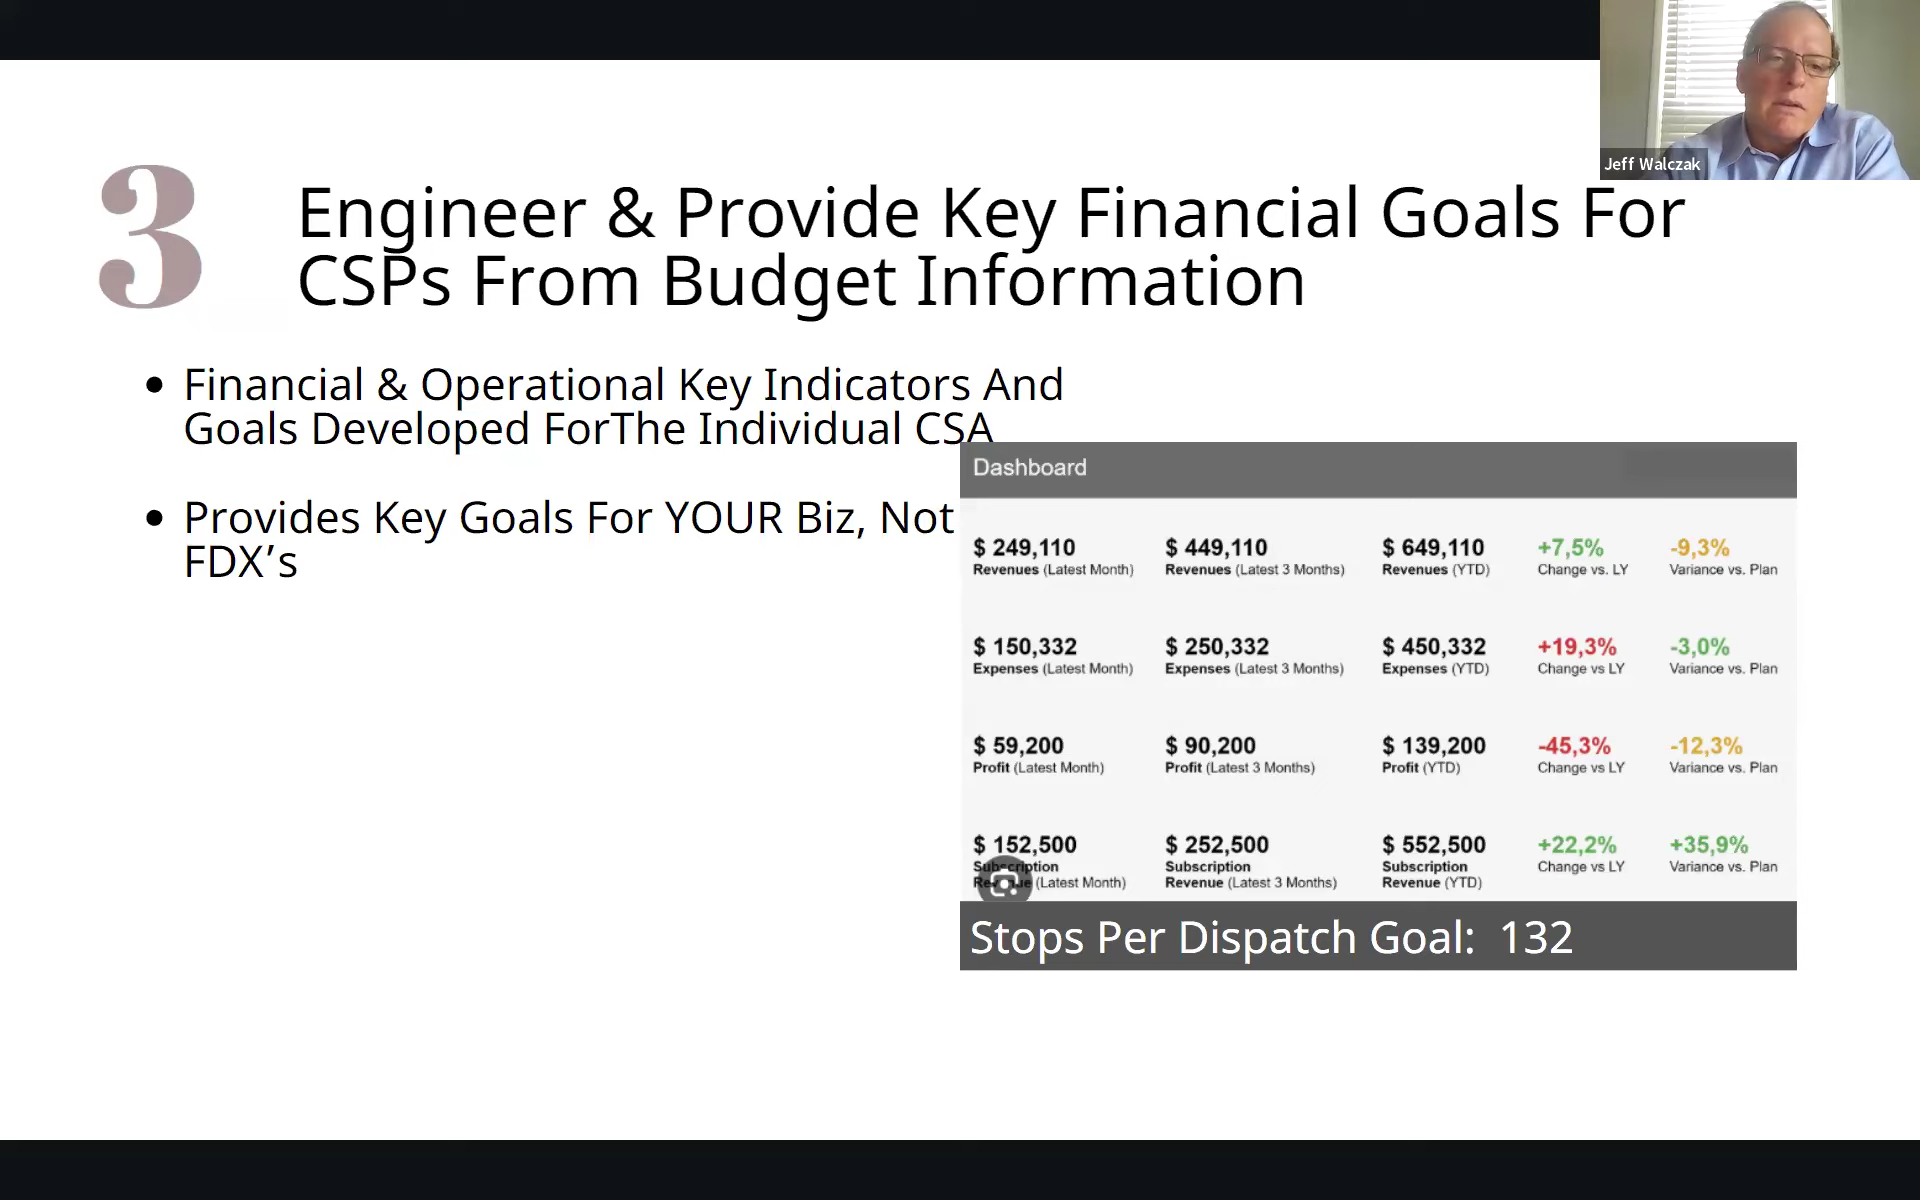 Jeff Walczak
3
Engineer & Provide Key Financial Goals For
CSPs From Budget Information
• Financial & Operational Key Indicators And
Goals Developed ForThe Individual CSA
• Provides Key Goals For YOUR Biz, Not
FDX’s
Dashboard
$ 249,110 $ 449,110 $ 649,110 +7,5% -9,3%
Revenues (Latest Month) Revenues (Latest 3 Months) Revenues (YTD) Change vs. LY Variance vs. Plan
$ 150,332 $ 250,332 $ 450,332 +19,3% -3,0%
Expenses (Latest Month) Expenses (Latest 3 Months) Expenses (YTD) Change vs LY Variance vs. Plan
$ 59,200 $ 90,200 $ 139,200 -45,3% -12,3%
Profit (Latest Month) Profit (Latest 3 Months) Profit (YTD) Change vs LY Variance vs. Plan
$ 152,500 $ 252,500 $ 552,500 +22,2% +35,9%
Subscription Subscription Subscription Change vs LY Variance vs. Plan
Revenue (Latest Month) Revenue (Latest 3 Months) Revenue (YTD)
Stops Per Dispatch Goal: 132